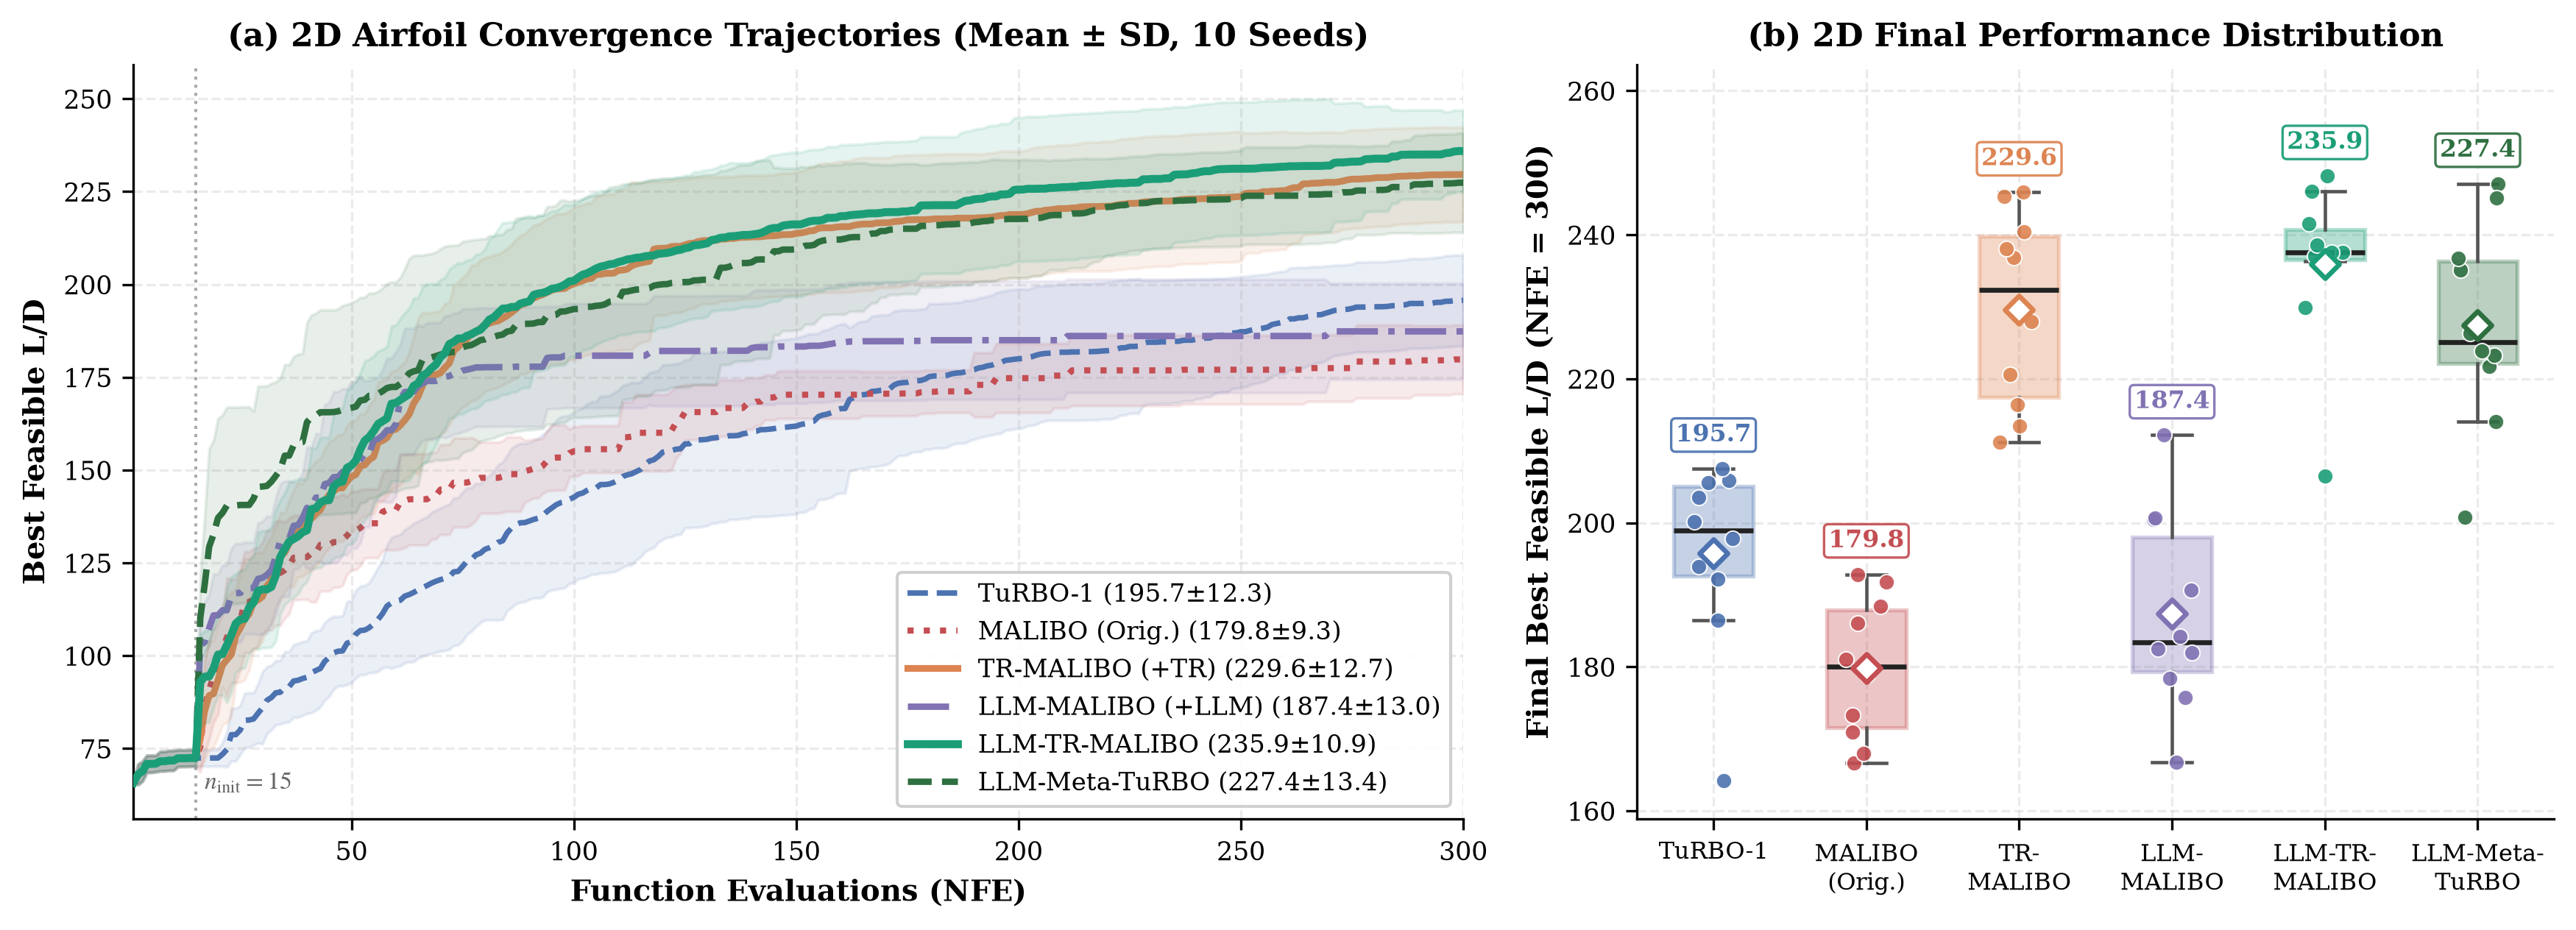 (a) 2D Airfoil Convergence Trajectories (Mean ± SD, 10 Seeds)
Best Feasible L/D
250
225
200
175
150
125
100
75
n_init = 15
TuRBO-1 (195.7±12.3)
MALIBO (Orig.) (179.8±9.3)
TR-MALIBO (+TR) (229.6±12.7)
LLM-MALIBO (+LLM) (187.4±13.0)
LLM-TR-MALIBO (235.9±10.9)
LLM-Meta-TuRBO (227.4±13.4)
50
100
150
200
250
300
Function Evaluations (NFE)
(b) 2D Final Performance Distribution
Final Best Feasible L/D (NFE = 300)
260
240
220
200
180
160
195.7
179.8
229.6
187.4
235.9
227.4
TuRBO-1
MALIBO
(Orig.)
TR-
MALIBO
LLM-
MALIBO
LLM-TR-
MALIBO
LLM-Meta-
TuRBO